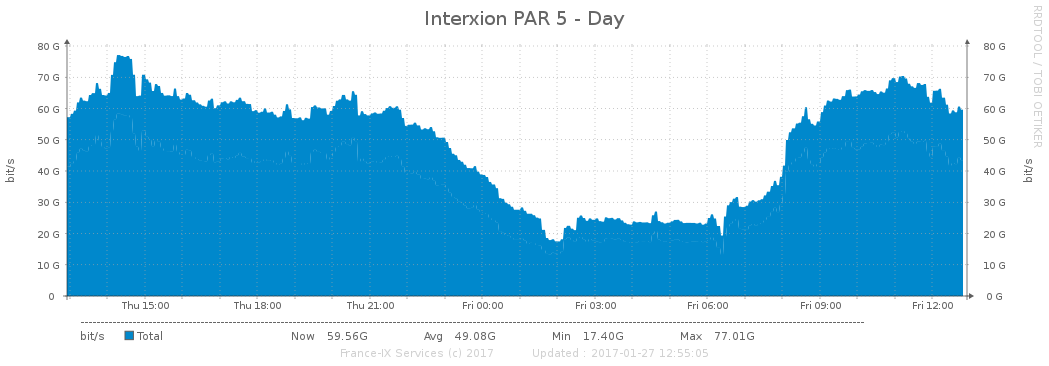 Interxion PAR 5 - Day
RRDTOOL / TOBI OETIKER
bit/s
bit/s
80 G 80 G
70 G 70 G
60 G 60 G
50 G 50 G
40 G 40 G
30 G 30 G
20 G 20 G
10 G 10 G
0 0 G
Thu 15:00 Thu 18:00 Thu 21:00 Fri 00:00 Fri 03:00 Fri 06:00 Fri 09:00 Fri 12:00
bit/s Total Now 59.56G Avg 49.08G Min 17.40G Max 77.01G
France-IX Services (c) 2017 Updated : 2017-01-27 12:55:05